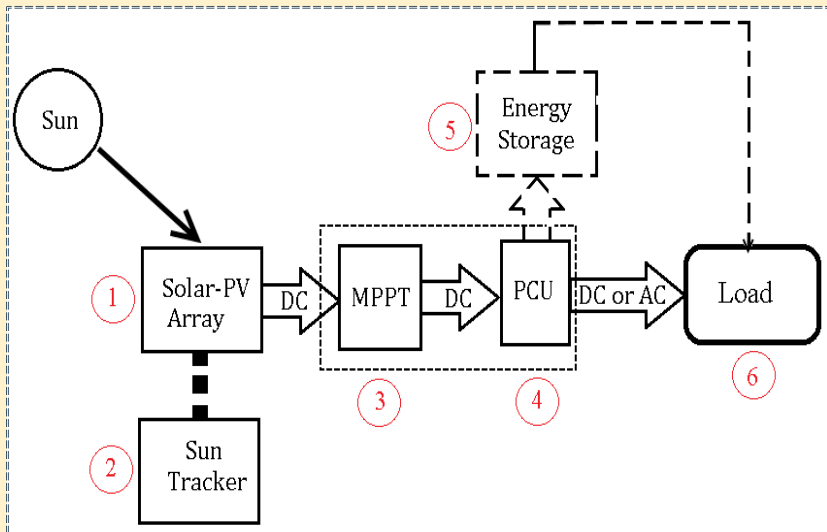 Sun
Energy
Storage
5
1
Solar-PV
Array
DC
MPPT
DC
PCU
DC or AC
Load
3
4
6
2
Sun
Tracker